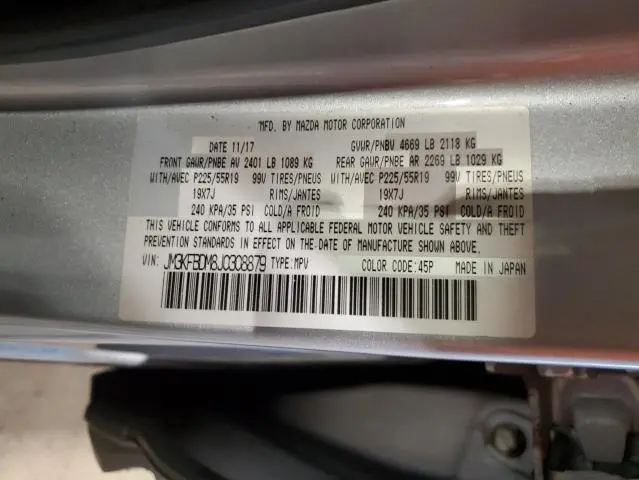 MFD. BY MAZDA MOTOR CORPORATION
DATE 11/17 GVWR/PNBV 4669 LB 2118 KG
FRONT GAWR/PNBE AV 2401 LB 1089 KG REAR GAWR/PNBE AR 2269 LB 1029 KG
WITH/AVEC P225/55R19 99V TIRES/PNEUS WITH/AVEC P225/55R19 99V TIRES/PNEUS
19X7J RIMS/JANTES 19X7J RIMS/JANTES
240 KPA/35 PSI COLD/A FROID 240 KPA/35 PSI COLD/A FROID
THIS VEHICLE CONFORMS TO ALL APPLICABLE FEDERAL MOTOR VEHICLE SAFETY AND THEFT
PREVENTION STANDARDS IN EFFECT ON THE-DATE OF MANUFACTURE SHOWN ABOVE.
VIN: JM3KFBDM8J0308879 TYPE:MPV COLOR CODE:45P MADE IN JAPAN